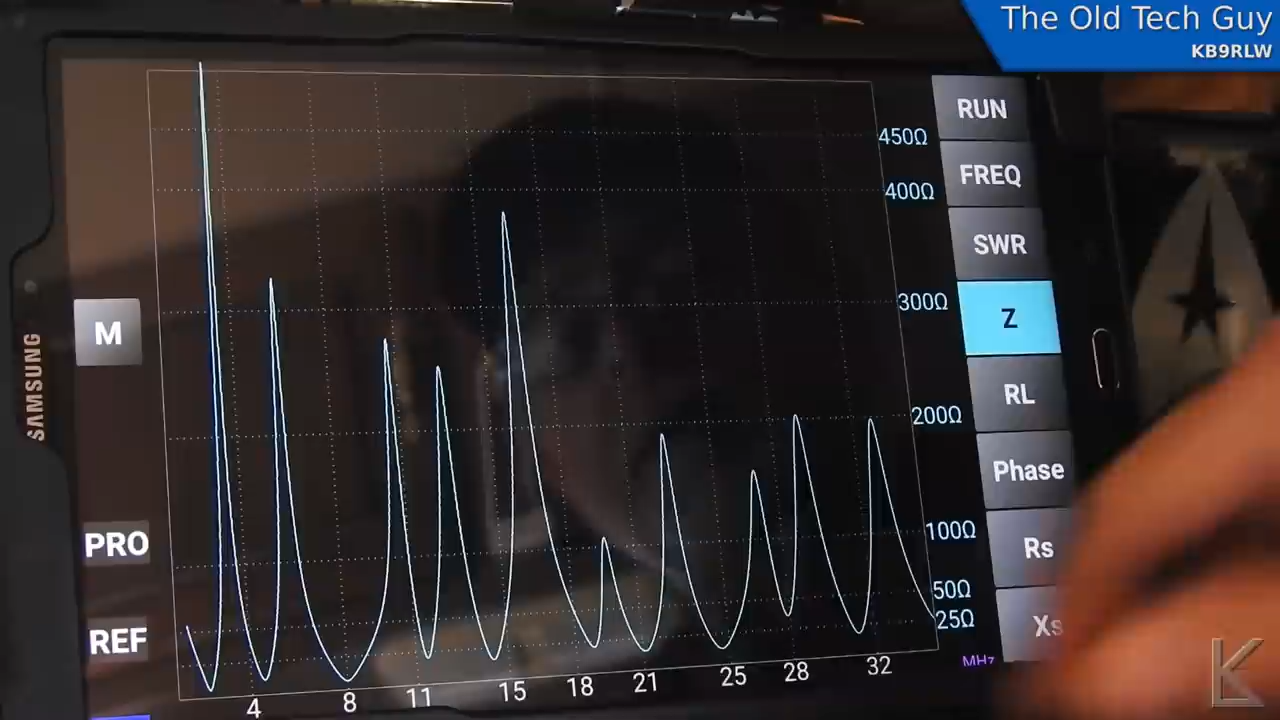 The Old Tech Guy
KB9RLW
SAMSUNG
M
PRO
REF
450Ω
400Ω
300Ω
200Ω
100Ω
50Ω
25Ω
4 8 11 15 18 21 25 28 32
MHz
RUN
FREQ
SWR
Z
RL
Phase
Rs
Xs